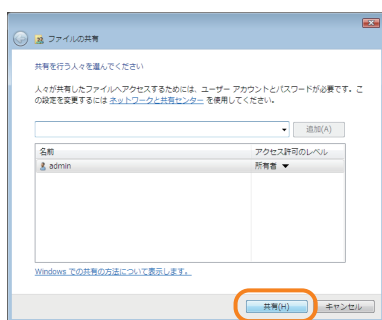 ファイルの共有
共有を行う人々を選んでください
人々が共有したファイルへアクセスするためには、ユーザー アカウントとパスワードが必要です。こ
の設定を変更するには ネットワークと共有センター を使用してください。
追加(A)
名前 アクセス許可のレベル
admin 所有者
Windows での共有の方法について表示します。
共有(H) キャンセル